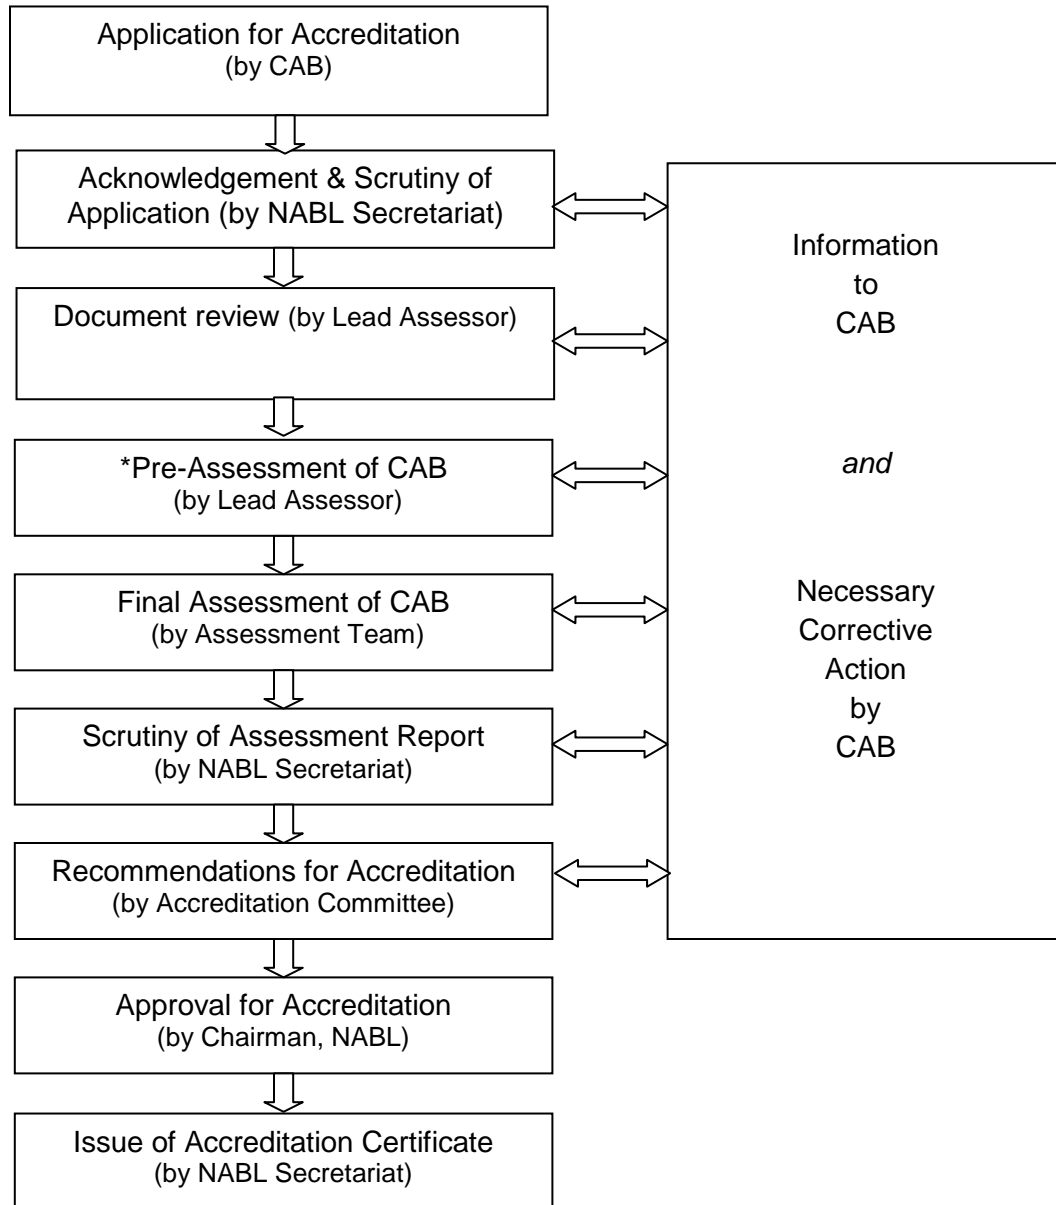 Application for Accreditation
(by CAB)
Acknowledgement & Scrutiny of
Application (by NABL Secretariat)
Document review (by Lead Assessor)
*Pre-Assessment of CAB
(by Lead Assessor)
Final Assessment of CAB
(by Assessment Team)
Scrutiny of Assessment Report
(by NABL Secretariat)
Recommendations for Accreditation
(by Accreditation Committee)
Approval for Accreditation
(by Chairman, NABL)
Issue of Accreditation Certificate
(by NABL Secretariat)
Information
to
CAB
and
Necessary
Corrective
Action
by
CAB